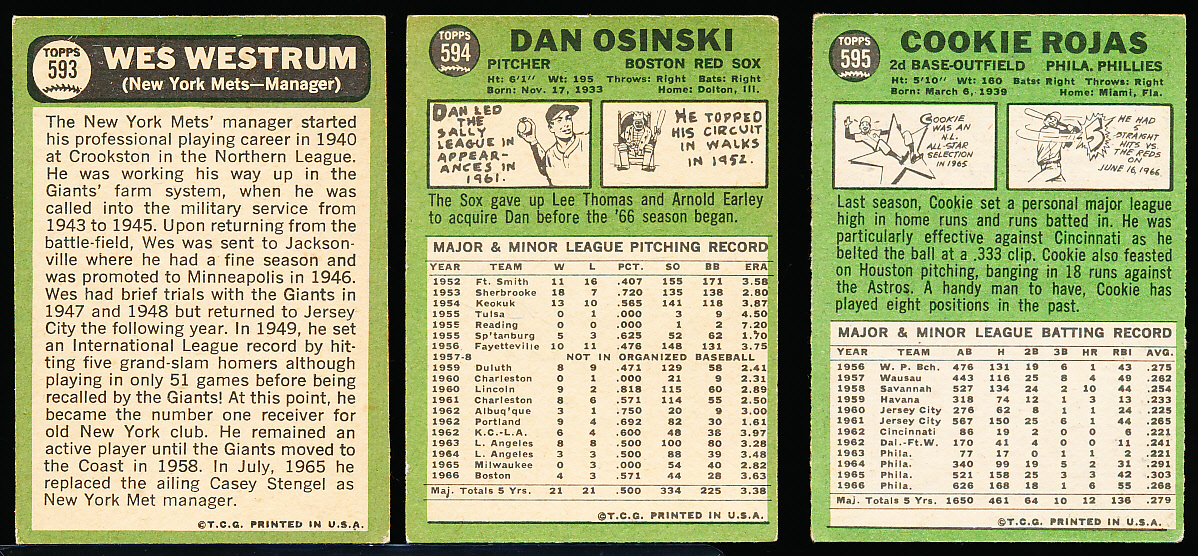 TOPPS
593
WES WESTRUM
(New York Mets—Manager)
The New York Mets' manager started
his professional playing career in 1940
at Crookston in the Northern League.
He was working his way up in the
Giants' farm system, when he was
called into the military service from
1943 to 1945. Upon returning from the
battle-field, Wes was sent to Jackson-
ville where he had a fine season and
was promoted to Minneapolis in 1946.
Wes had brief trials with the Giants in
1947 and 1948 but returned to Jersey
City the following year. In 1949, he set
an International League record by hit-
ting five grand-slam homers although
playing in only 51 games before being
recalled by the Giants! At this point, he
became the number one receiver for
old New York club. He remained an
active player until the Giants moved to
the Coast in 1958. In July, 1965 he
replaced the ailing Casey Stengel as
New York Met manager.
©T.C.G. PRINTED IN U.S.A.
TOPPS
594
DAN OSINSKI
PITCHER BOSTON RED SOX
Ht: 6'1" Wt: 195 Throws: Right Bats: Right
Born: Nov. 17, 1933 Home: Dolton, Ill.
DAN LED
THE
SALLY
LEAGUE IN
APPEAR-
ANCES IN
1961.
HE TOPPED
HIS CIRCUIT
IN WALKS
IN 1952.
The Sox gave up Lee Thomas and Arnold Earley
to acquire Dan before the '66 season began.
MAJOR & MINOR LEAGUE PITCHING RECORD
YEAR TEAM W L PCT. SO BB ERA
1952 Ft. Smith 11 16 .407 155 171 3.58
1953 Sherbrooke 18 7 .720 135 138 2.80
1954 Keokuk 13 10 .565 141 118 3.87
1955 Tulsa 0 1 .000 3 9 4.50
1955 Reading 0 0 .000 1 2 7.20
1955 Sp'tanburg 5 3 .625 52 62 1.70
1956 Fayetteville 10 11 .476 148 131 3.75
1957-8 NOT IN ORGANIZED BASEBALL
1959 Duluth 8 9 .471 129 58 2.41
1960 Charleston 0 1 .000 21 9 2.31
1960 Lincoln 9 2 .818 115 60 2.89
1961 Charleston 8 6 .571 114 55 2.50
1962 Albuq'que 3 1 .750 20 9 3.00
1962 Portland 9 4 .692 82 30 1.61
1962 K.C.-L.A. 6 4 .600 48 38 3.97
1963 L. Angeles 8 8 .500 100 80 3.28
1964 L. Angeles 3 3 .500 88 39 3.48
1965 Milwaukee 0 3 .000 54 40 2.82
1966 Boston 4 3 .571 44 28 3.63
Maj. Totals 5 Yrs. 21 21 .500 334 225 3.38
©T.C.G. PRINTED IN U.S.A.
TOPPS
595
COOKIE ROJAS
2d BASE-OUTFIELD PHILA. PHILLIES
Ht: 5'10" Wt: 160 Bats: Right Throws: Right
Born: March 6, 1939 Home: Miami, Fla.
COOKIE
WAS AN
N.L.
ALL-STAR
SELECTION
IN 1965
5
HE HAD
5
STRAIGHT
HITS VS.
THE REDS
ON
JUNE 16, 1966
Last season, Cookie set a personal major league
high in home runs and runs batted in. He was
particularly effective against Cincinnati as he
belted the ball at a .333 clip. Cookie also feasted
on Houston pitching, banging in 18 runs against
the Astros. A handy man to have, Cookie has
played eight positions in the past.
MAJOR & MINOR LEAGUE BATTING RECORD
YEAR TEAM AB H 2B 3B HR RBI AVG.
1956 W. P. Bch. 476 131 19 6 1 43 .275
1957 Wausau 443 116 25 8 4 49 .262
1958 Savannah 527 134 24 2 10 44 .254
1959 Havana 318 74 12 1 3 13 .233
1960 Jersey City 276 62 8 1 1 24 .225
1961 Jersey City 567 150 25 6 1 44 .265
1962 Cincinnati 86 19 2 0 0 6 .221
1962 Dal.-Ft.W. 170 41 4 0 0 11 .241
1963 Phila. 77 17 0 1 1 2 .221
1964 Phila. 340 99 19 5 2 31 .291
1965 Phila. 521 158 25 3 3 42 .303
1966 Phila. 626 168 18 1 6 55 .268
Maj. Totals 5 Yrs. 1650 461 64 10 12 136 .279
©T.C.G. PRINTED IN U.S.A.